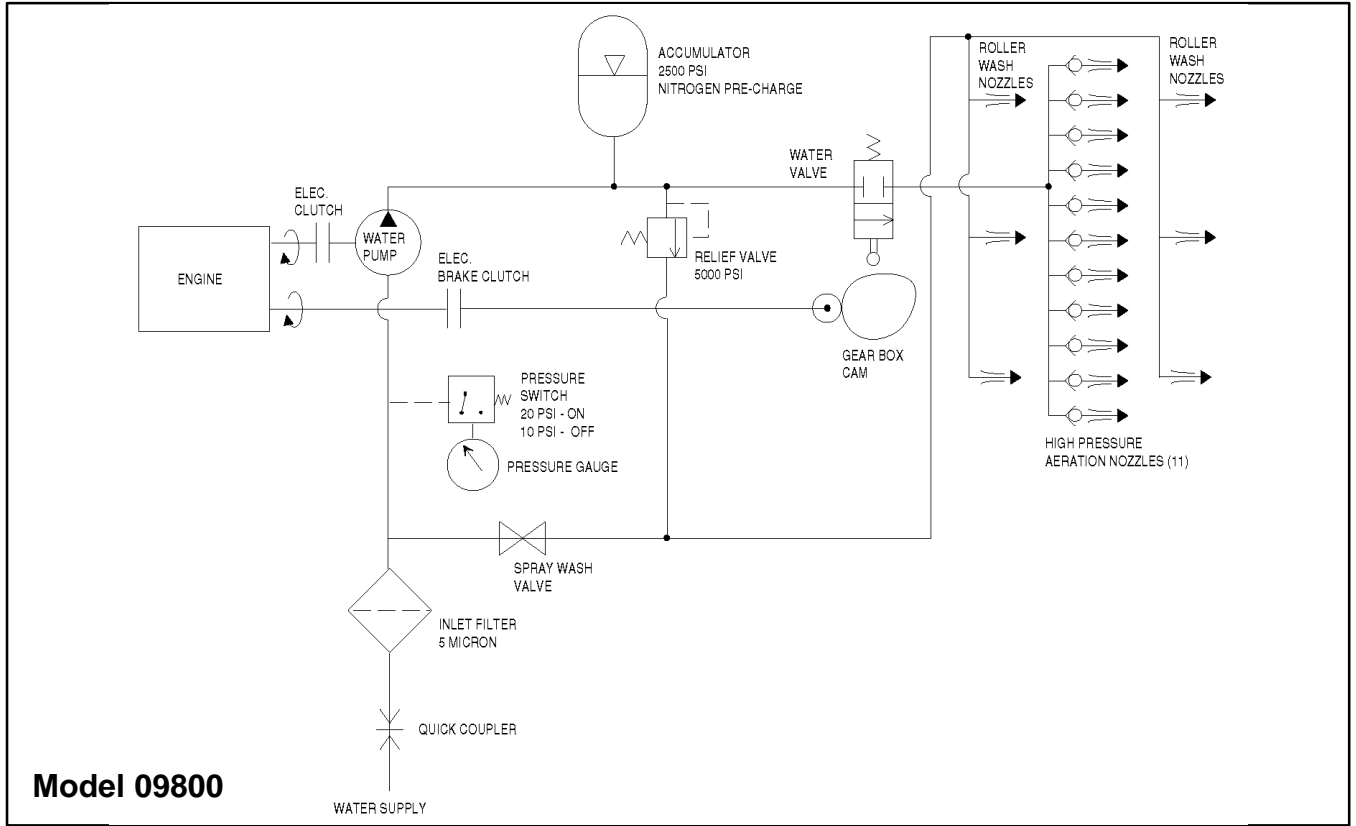 ACCUMULATOR
2500 PSI
NITROGEN PRE-CHARGE
ROLLER
WASH
NOZZLES
ROLLER
WASH
NOZZLES
WATER
VALVE
ELEC.
CLUTCH
WATER
PUMP
ENGINE
ELEC.
BRAKE CLUTCH
RELIEF VALVE
5000 PSI
GEAR BOX
CAM
PRESSURE
SWITCH
20 PSI - ON
10 PSI - OFF
PRESSURE GAUGE
HIGH PRESSURE
AERATION NOZZLES (11)
SPRAY WASH
VALVE
INLET FILTER
5 MICRON
QUICK COUPLER
WATER SUPPLY
Model 09800